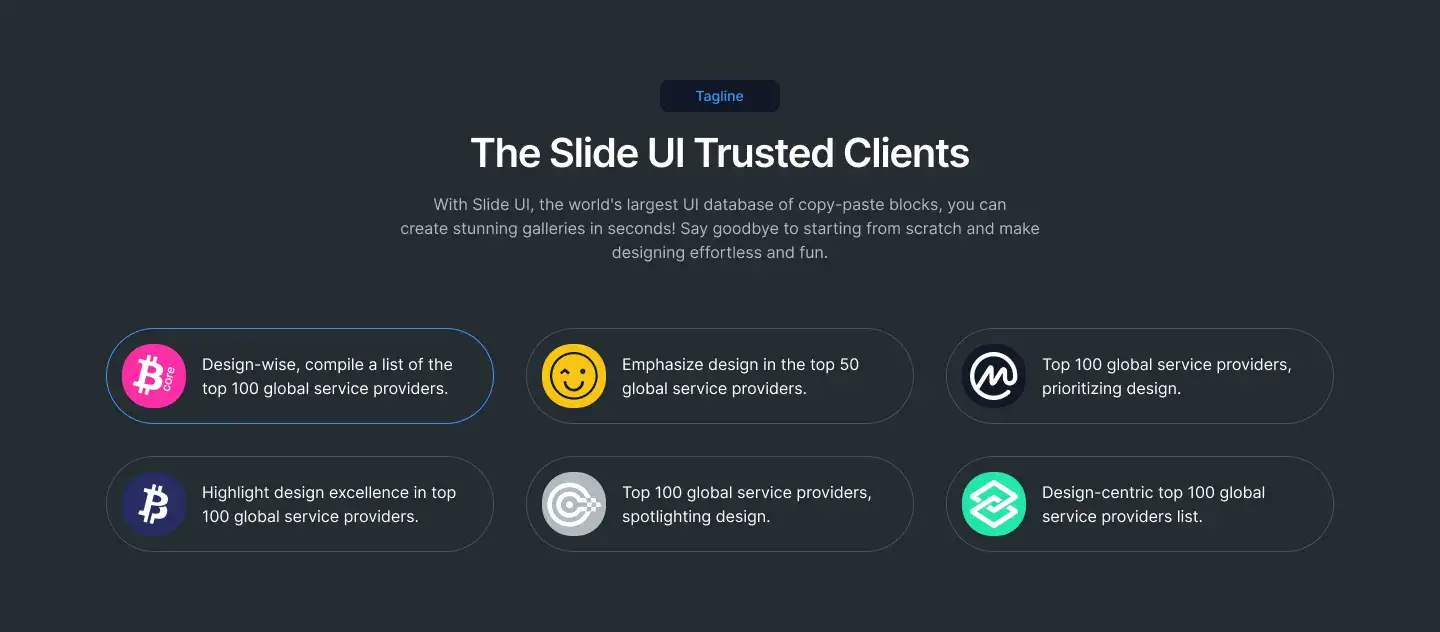 Tagline
The Slide UI Trusted Clients
With Slide UI, the world's largest UI database of copy-paste blocks, you can
create stunning galleries in seconds! Say goodbye to starting from scratch and make
designing effortless and fun.
core
Design-wise, compile a list of the
top 100 global service providers.
Emphasize design in the top 50
global service providers.
Top 100 global service providers,
prioritizing design.
Highlight design excellence in top
100 global service providers.
Top 100 global service providers,
spotlighting design.
Design-centric top 100 global
service providers list.